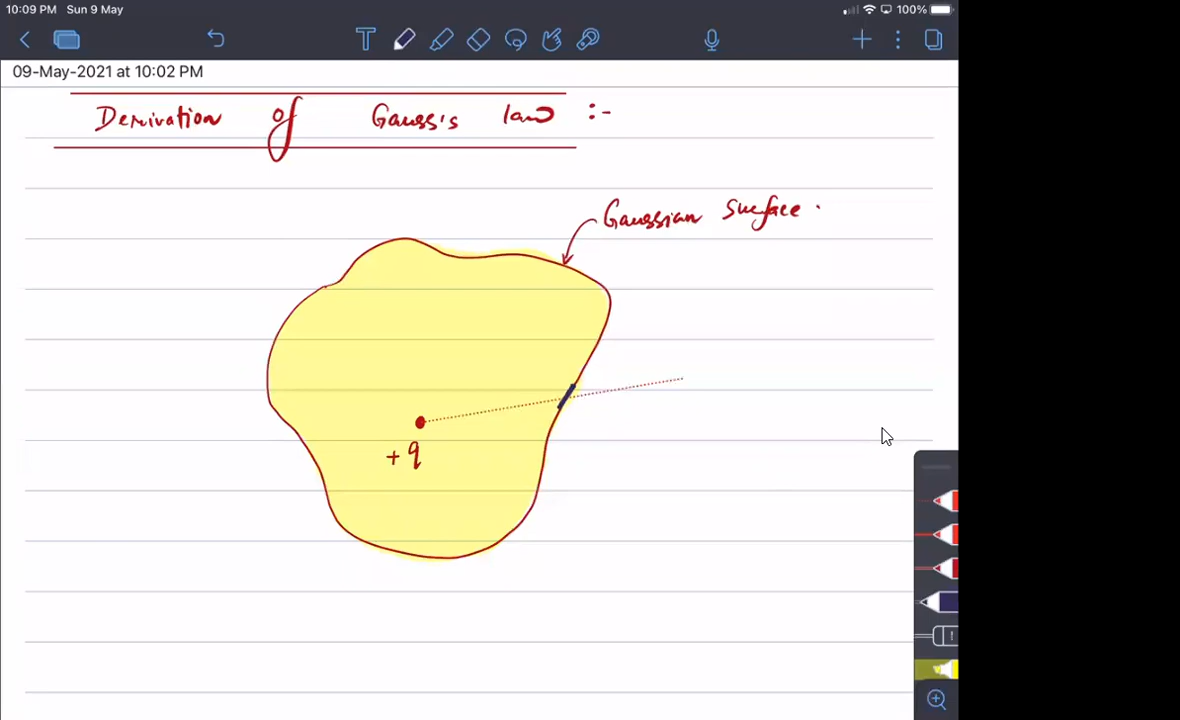 10:09 PM Sun 9 May 100%
09-May-2021 at 10:02 PM
Derivation of Gauss's law :-
Gaussian Surface
+q